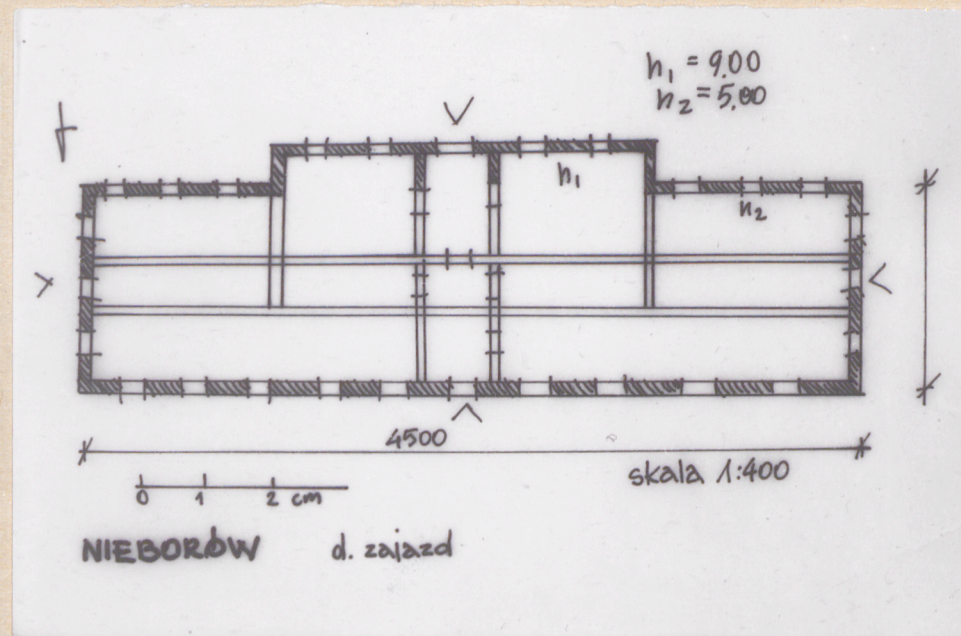 h₁ = 9.00
h₂ = 5.00
h₁
h₂
4500
skala 1:400
0 1 2 cm
NIEBORÓW d. zajazd